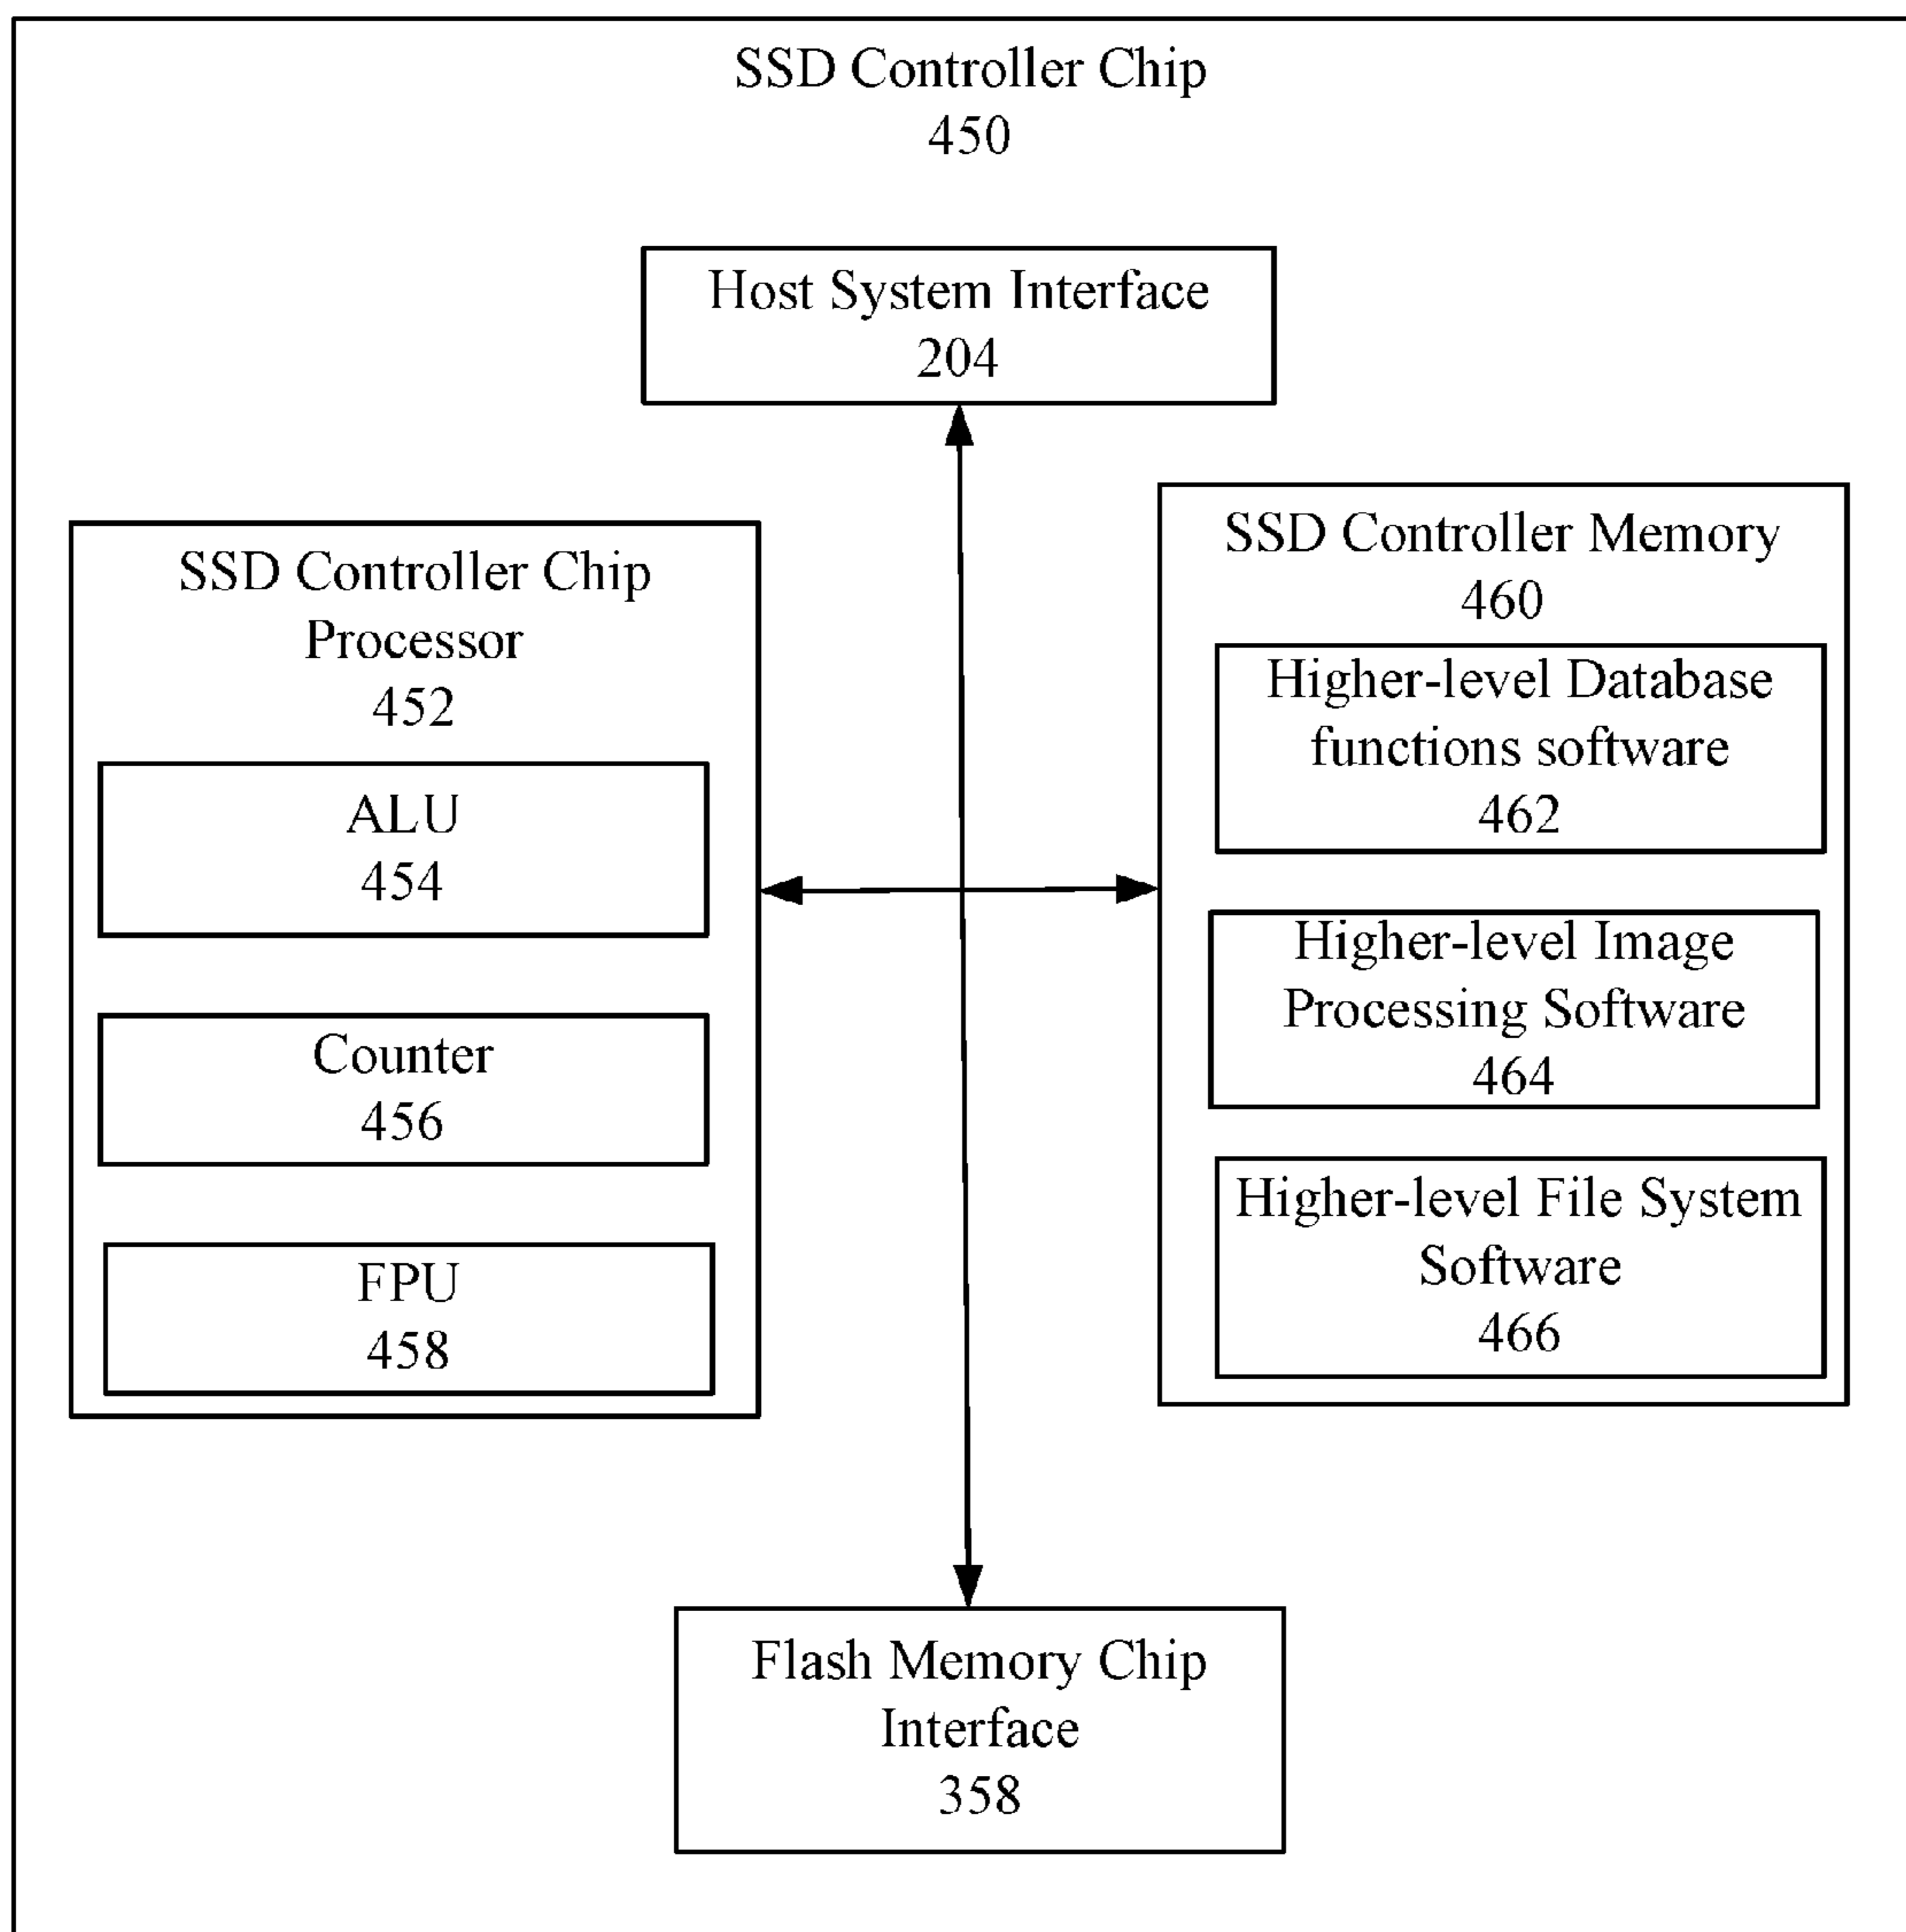 SSD Controller Chip
450
Host System Interface
204
SSD Controller Chip
Processor
452
ALU
454
Counter
456
FPU
458
SSD Controller Memory
460
Higher-level Database
functions software
462
Higher-level Image
Processing Software
464
Higher-level File System
Software
466
Flash Memory Chip
Interface
358